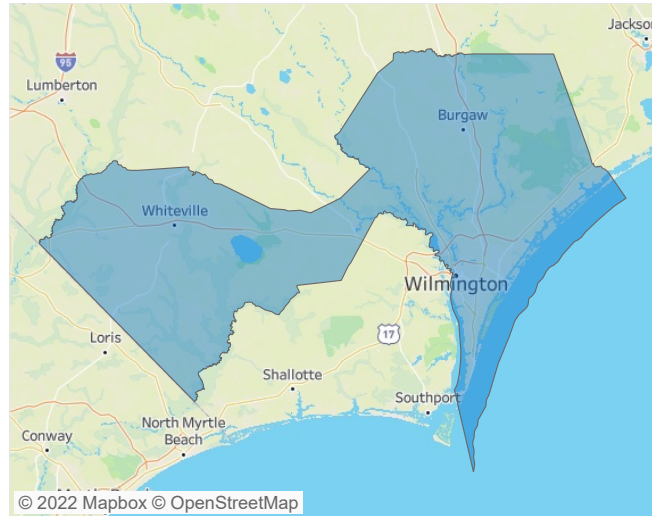 Jackson
95
Lumberton
Burgaw
Whiteville
Wilmington
17
Loris
Shallotte
Southport
North Myrtle
Beach
Conway
© 2022 Mapbox © OpenStreetMap